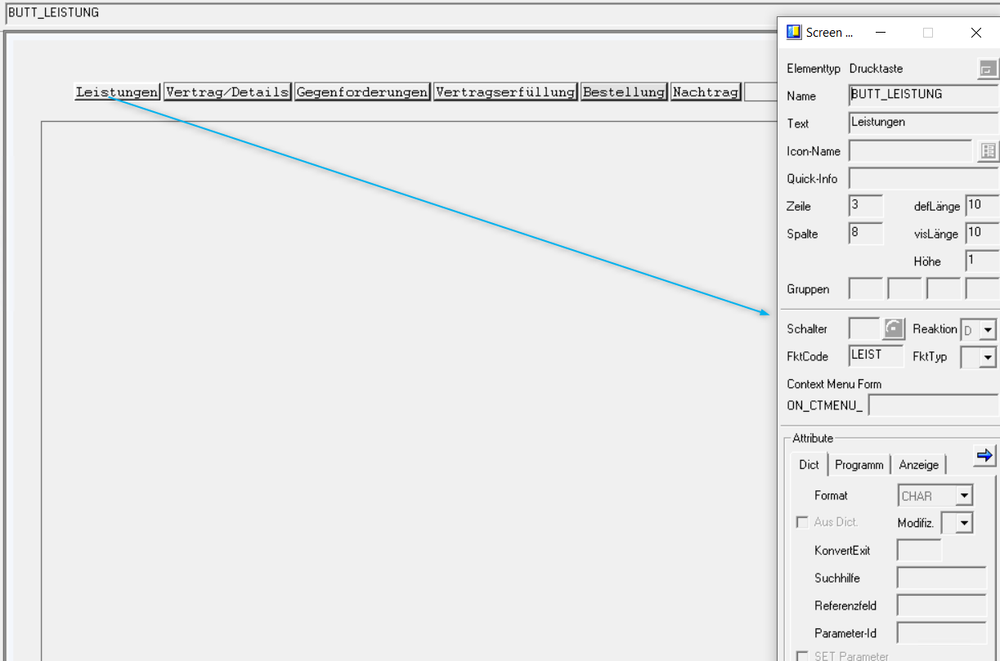 BUTT_LEISTUNG
Leistungen Vertrag/Details Gegenforderungen Vertragserfüllung Bestellung Nachtrag
Screen ...
Elementtyp Drucktaste
Name BUTT_LEISTUNG
Text Leistungen
Icon-Name
Quick-Info
Zeile 3 defLänge 10
Spalte 8 visLänge 10
Höhe 1
Gruppen
Schalter Reaktion D
FktCode LEIST FktTyp
Context Menu Form
ON_CTMENU_
Attribute
Dict Programm Anzeige
Format CHAR
Aus Dict. Modifiz.
KonvertExit
Suchhilfe
Referenzfeld
Parameter-Id
SET Parameter